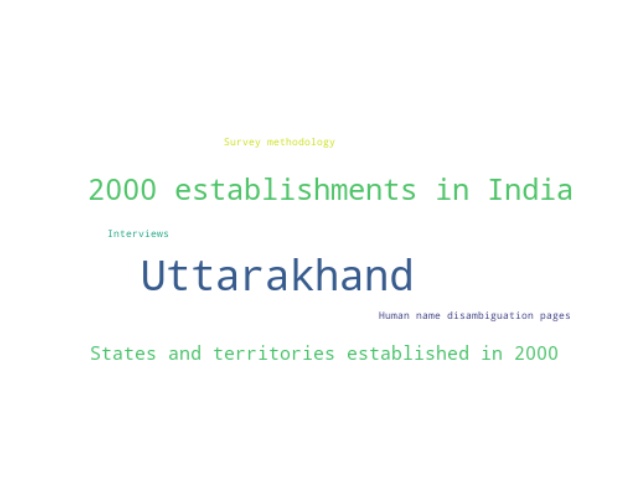 Survey methodology
2000 establishments in India
Interviews
Uttarakhand
Human name disambiguation pages
States and territories established in 2000